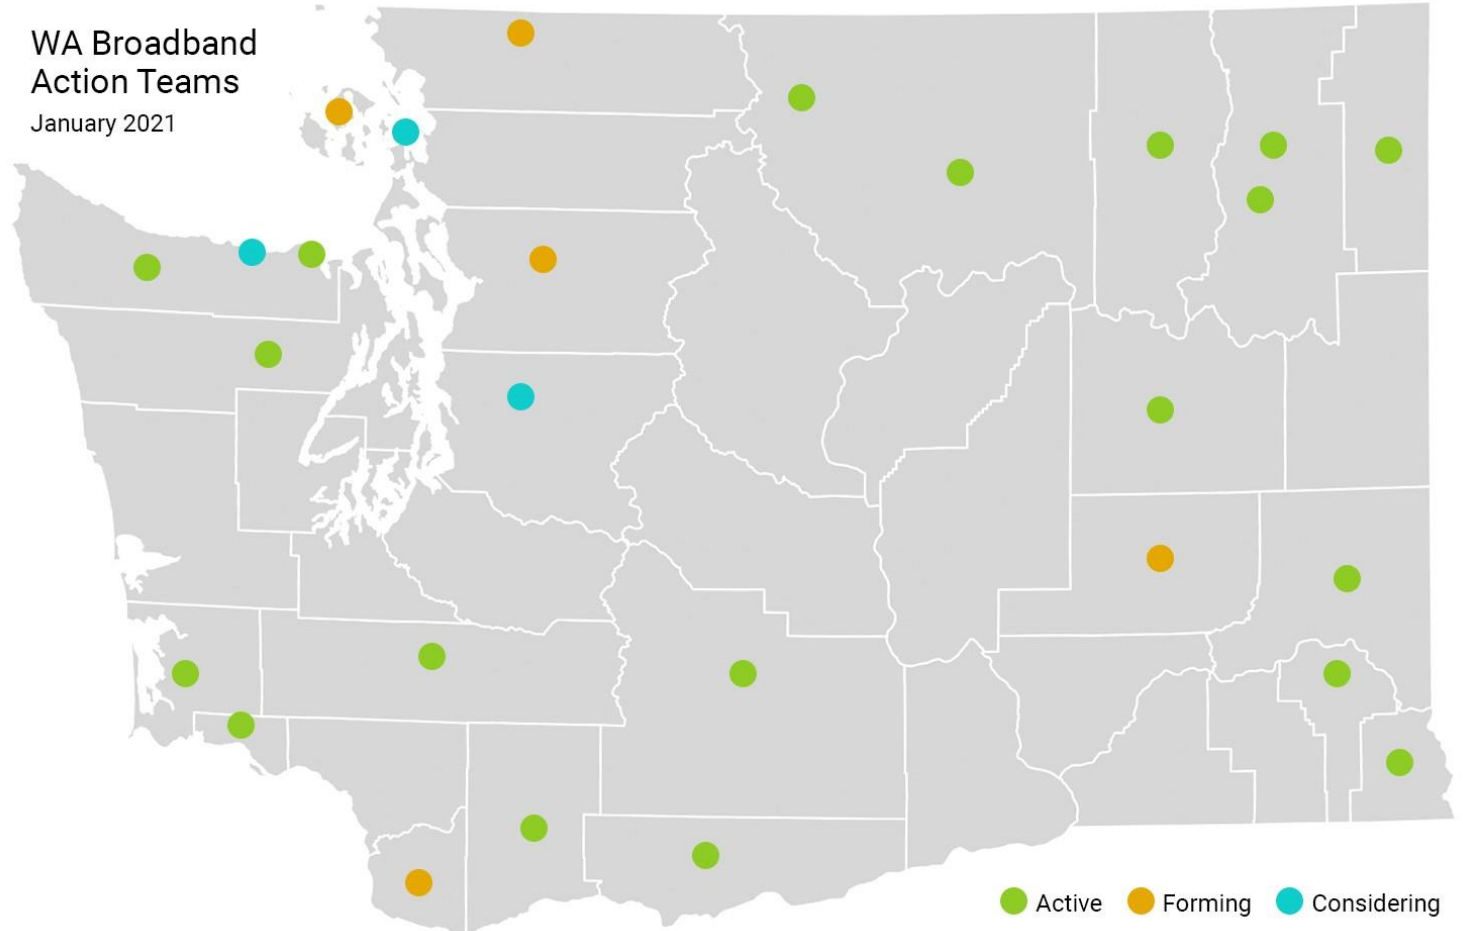 WA Broadband
Action Teams
January 2021
Active
Forming
Considering